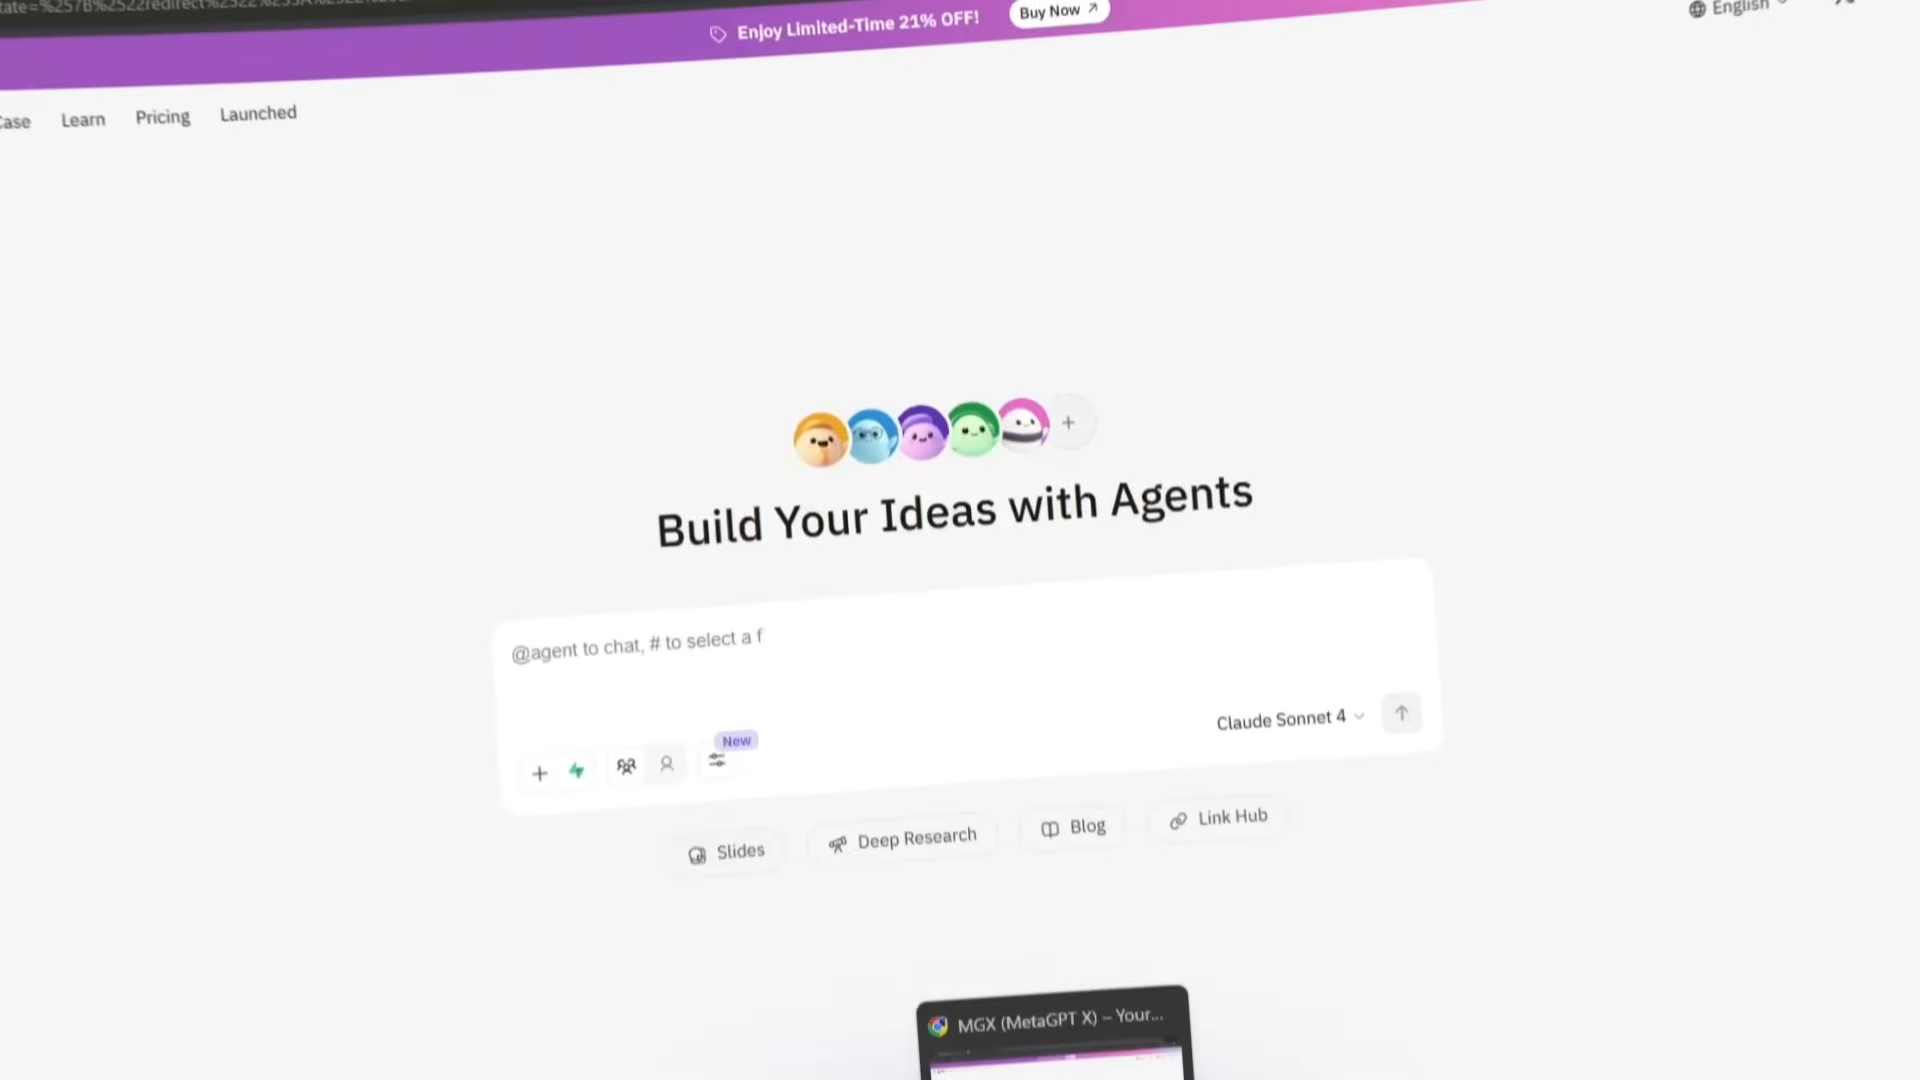 Enjoy Limited-Time 21% OFF!
Buy Now
English
Learn
Pricing
Launched
Build Your Ideas with Agents
@agent to chat, # to select a f
Claude Sonnet 4
New
Slides
Deep Research
Blog
Link Hub
MGX (MetaGPT X) – Your...